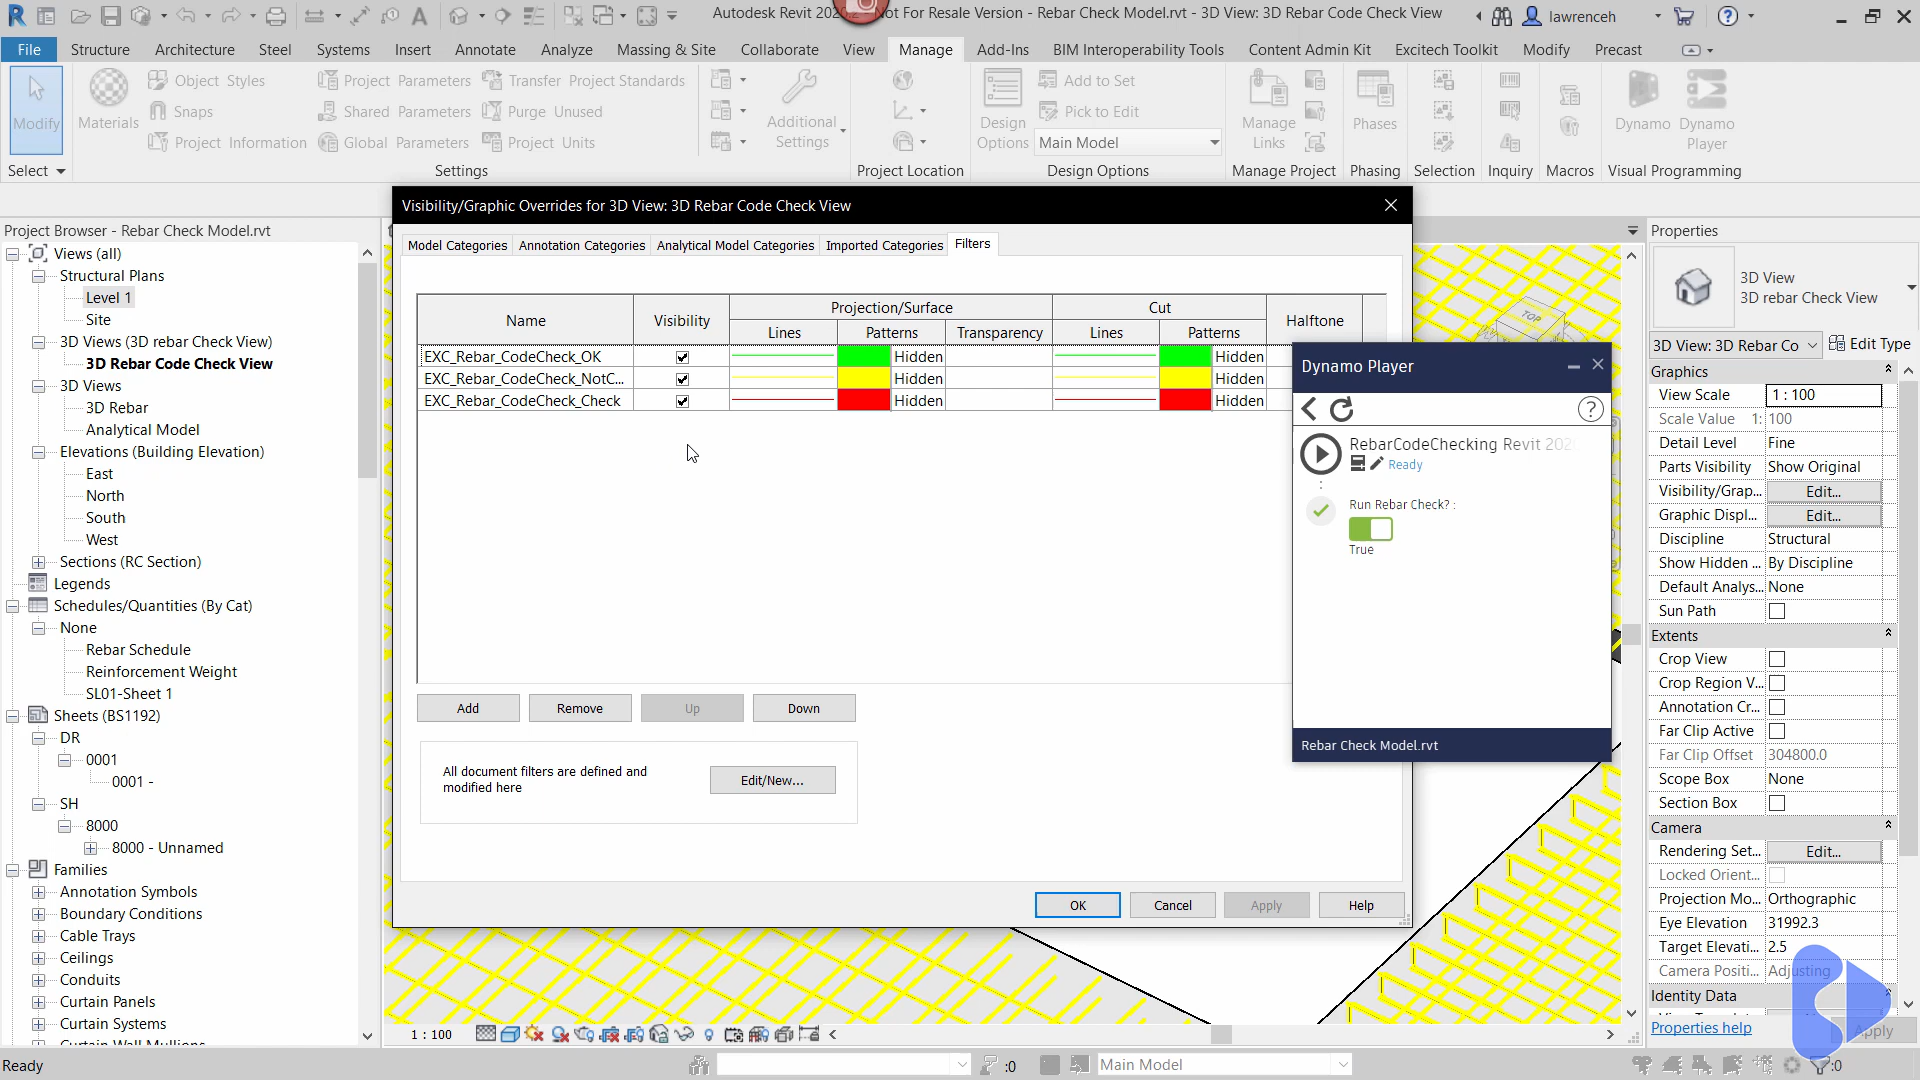 Autodesk Revit 2020.2 - Not For Resale Version - Rebar Check Model.rvt - 3D View: 3D Rebar Code Check View
lawrenceh
File Structure Architecture Steel Systems Insert Annotate Analyze Massing & Site Collaborate View Manage Add-Ins BIM Interoperability Tools Content Admin Kit Excitech Toolkit Modify Precast
Modify
Materials
Object Styles
Snaps
Project Information
Project Parameters
Shared Parameters
Global Parameters
Transfer Project Standards
Purge Unused
Project Units
Additional Settings
Design Options
Add to Set
Pick to Edit
Main Model
Manage Links
Phases
Dynamo
Dynamo Player
Select Settings Project Location Design Options Manage Project Phasing Selection Inquiry Macros Visual Programming
Project Browser - Rebar Check Model.rvt
Views (all)
Structural Plans
Level 1
Site
3D Views (3D rebar Check View)
3D Rebar Code Check View
3D Views
3D Rebar
Analytical Model
Elevations (Building Elevation)
East
North
South
West
Sections (RC Section)
Legends
Schedules/Quantities (By Cat)
None
Rebar Schedule
Reinforcement Weight
SL01-Sheet 1
Sheets (BS1192)
DR
0001
0001 -
SH
8000
8000 - Unnamed
Families
Annotation Symbols
Boundary Conditions
Cable Trays
Ceilings
Conduits
Curtain Panels
Curtain Systems
Curtain Wall Mullions
Visibility/Graphic Overrides for 3D View: 3D Rebar Code Check View
Model Categories Annotation Categories Analytical Model Categories Imported Categories Filters
Name Visibility Projection/Surface Cut Halftone
Lines Patterns Transparency Lines Patterns
EXC_Rebar_CodeCheck_OK Hidden Hidden
EXC_Rebar_CodeCheck_NotC... Hidden Hidden
EXC_Rebar_CodeCheck_Check Hidden Hidden
Add Remove Up Down
All document filters are defined and
modified here
Edit/New...
OK Cancel Apply Help
TOP
Dynamo Player
RebarCodeChecking Revit 202
Ready
:
Run Rebar Check? :
True
Rebar Check Model.rvt
Properties
3D View
3D rebar Check View
3D View: 3D Rebar Co Edit Type
Graphics
View Scale 1 : 100
Scale Value 1: 100
Detail Level Fine
Parts Visibility Show Original
Visibility/Grap... Edit...
Graphic Displ... Edit...
Discipline Structural
Show Hidden ... By Discipline
Default Analys... None
Sun Path
Extents
Crop View
Crop Region V...
Annotation Cr...
Far Clip Active
Far Clip Offset 304800.0
Scope Box None
Section Box
Camera
Rendering Set... Edit...
Locked Orient...
Projection Mo... Orthographic
Eye Elevation 31992.3
Target Elevati... 2.5
Camera Positi... Adjusting
Identity Data
Properties help Apply
1 : 100
Ready
:0
Main Model
:0